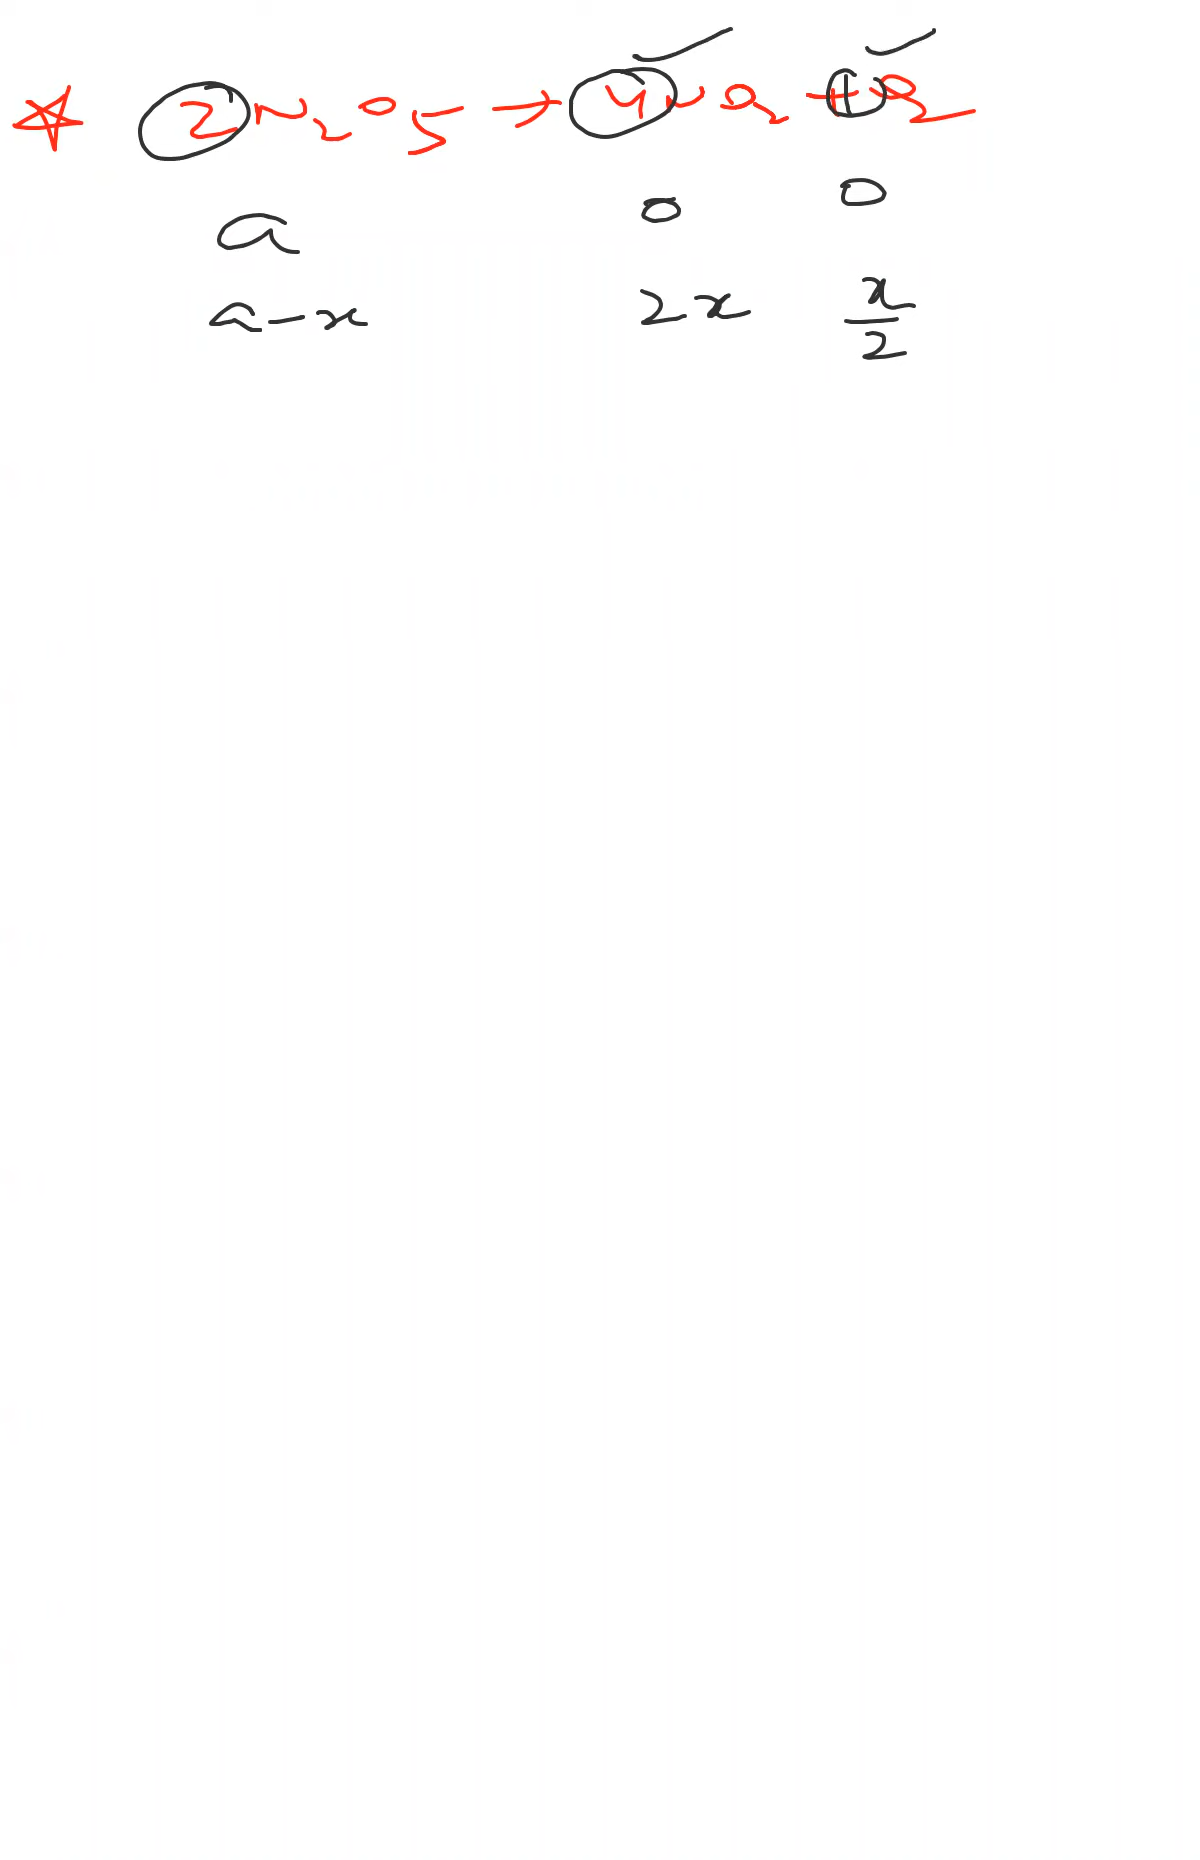 2N₂O₅ → 4NO₂ + O₂
a 0 0
a-x 2x x/2